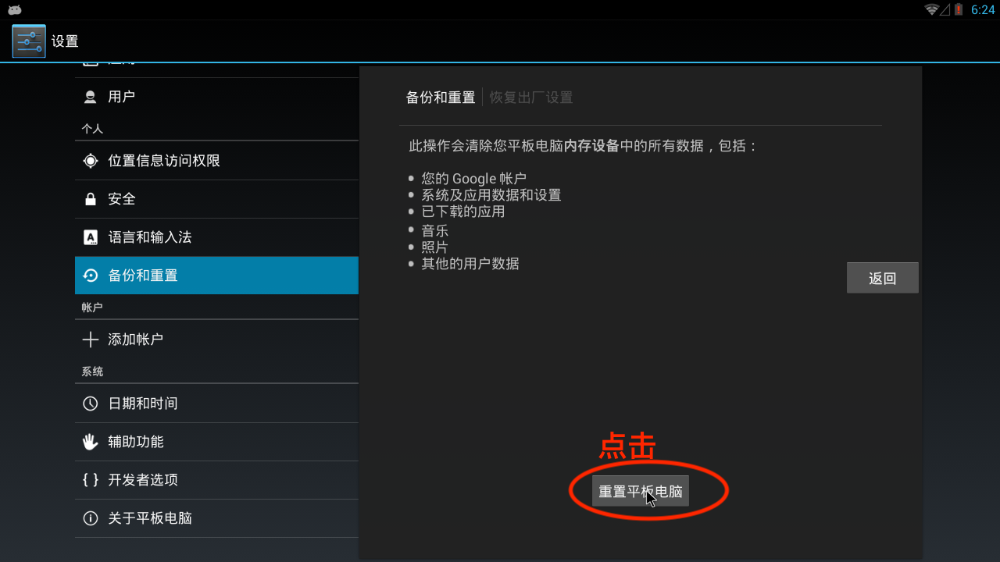 6:24
设置
用户
个人
位置信息访问权限
安全
语言和输入法
备份和重置
帐户
添加帐户
系统
日期和时间
辅助功能
开发者选项
关于平板电脑
备份和重置
恢复出厂设置
此操作会清除您平板电脑内存设备中的所有数据，包括：
您的 Google 帐户
系统及应用数据和设置
已下载的应用
音乐
照片
其他的用户数据
返回
点击
重置平板电脑